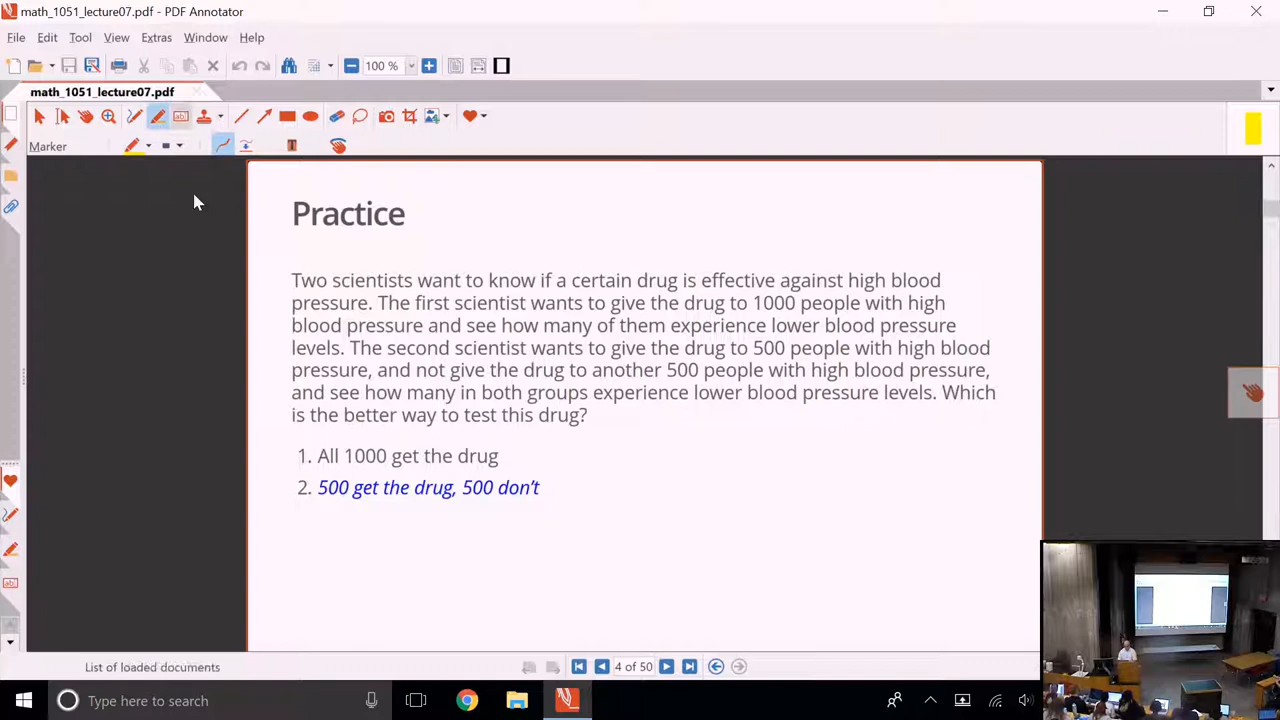 math_1051_lecture07.pdf - PDF Annotator
File Edit Tool View Extras Window Help
100 %
math_1051_lecture07.pdf
Marker
Practice
Two scientists want to know if a certain drug is effective against high blood
pressure. The first scientist wants to give the drug to 1000 people with high
blood pressure and see how many of them experience lower blood pressure
levels. The second scientist wants to give the drug to 500 people with high blood
pressure, and not give the drug to another 500 people with high blood pressure,
and see how many in both groups experience lower blood pressure levels. Which
is the better way to test this drug?
1. All 1000 get the drug
2. 500 get the drug, 500 don't
List of loaded documents
4 of 50
Type here to search